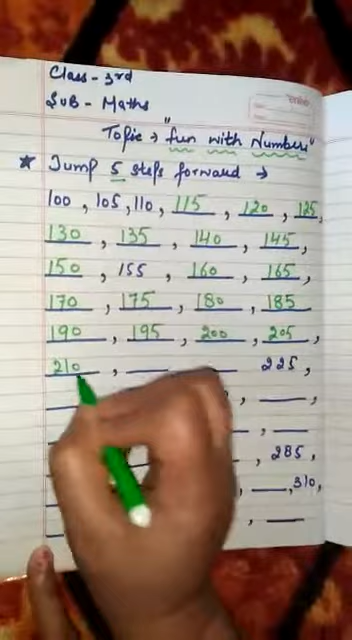 Class - 3rd
SUB - Maths
Topic → "fun with Numbers"
* Jump 5 steps forward →
100, 105, 110, 115, 120, 125,
130, 135, 140, 145,
150, 155, 160, 165,
170, 175, 180, 185
190, 195, 200, 205,
210, 225,
285,
310,